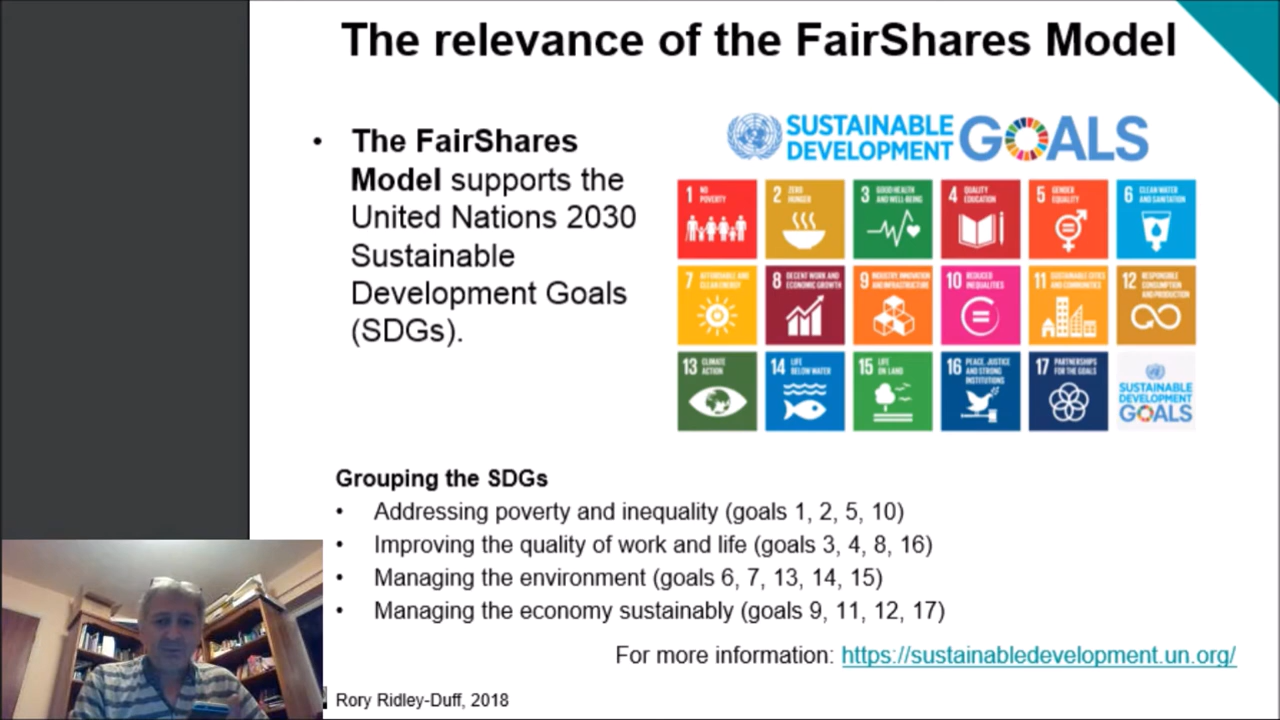 The relevance of the FairShares Model
• The FairShares
Model supports the
United Nations 2030
Sustainable
Development Goals
(SDGs).
SUSTAINABLE
DEVELOPMENT GOALS
1 NO
POVERTY
2 ZERO
HUNGER
3 GOOD HEALTH
AND WELL-BEING
4 QUALITY
EDUCATION
5 GENDER
EQUALITY
6 CLEAN WATER
AND SANITATION
7 AFFORDABLE AND
CLEAN ENERGY
8 DECENT WORK AND
ECONOMIC GROWTH
9 INDUSTRY, INNOVATION
AND INFRASTRUCTURE
10 REDUCED
INEQUALITIES
11 SUSTAINABLE CITIES
AND COMMUNITIES
12 RESPONSIBLE
CONSUMPTION
AND PRODUCTION
13 CLIMATE
ACTION
14 LIFE
BELOW WATER
15 LIFE
ON LAND
16 PEACE, JUSTICE
AND STRONG
INSTITUTIONS
17 PARTNERSHIPS
FOR THE GOALS
SUSTAINABLE
DEVELOPMENT
GOALS
Grouping the SDGs
• Addressing poverty and inequality (goals 1, 2, 5, 10)
• Improving the quality of work and life (goals 3, 4, 8, 16)
• Managing the environment (goals 6, 7, 13, 14, 15)
• Managing the economy sustainably (goals 9, 11, 12, 17)
For more information: https://sustainabledevelopment.un.org/
Rory Ridley-Duff, 2018